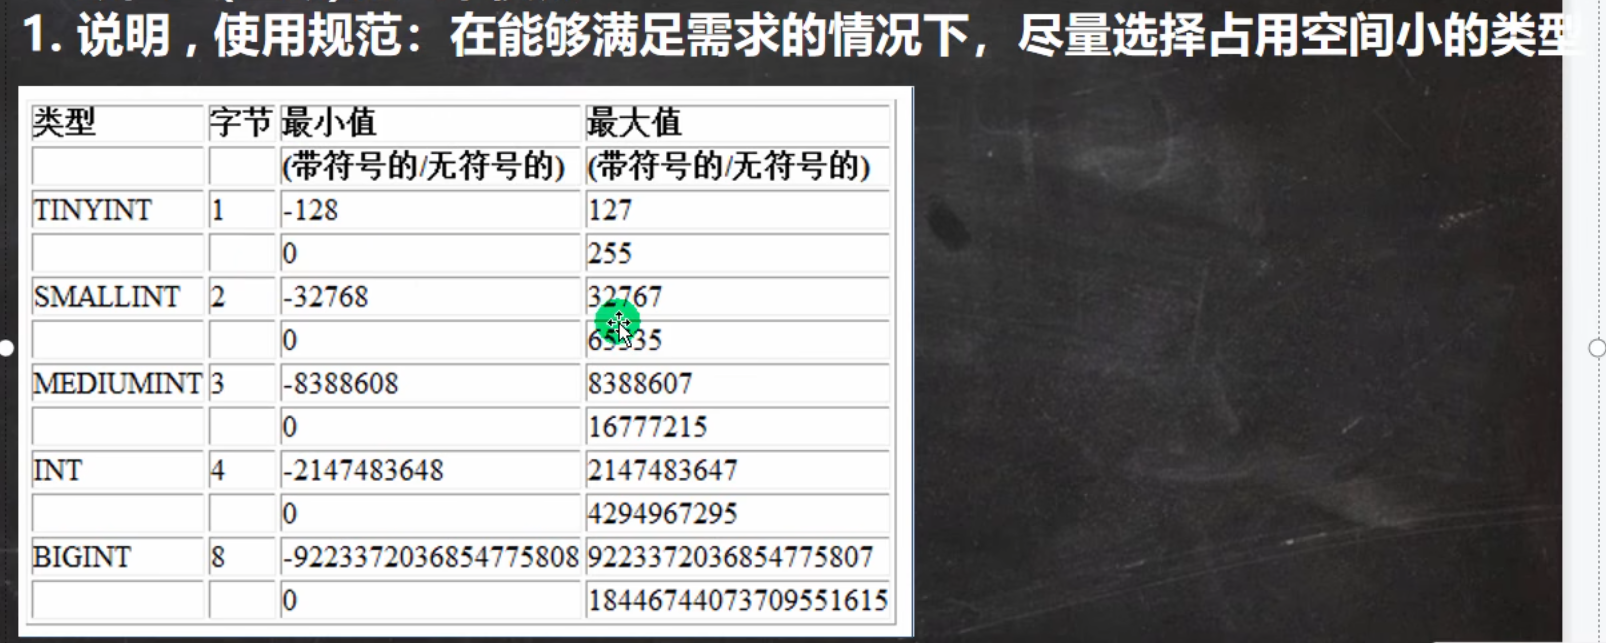 1. 说明，使用规范：在能够满足需求的情况下，尽量选择占用空间小的类型
类型 字节 最小值 最大值
(带符号的/无符号的) (带符号的/无符号的)
TINYINT 1 -128 127
0 255
SMALLINT 2 -32768 32767
0 65535
MEDIUMINT 3 -8388608 8388607
0 16777215
INT 4 -2147483648 2147483647
0 4294967295
BIGINT 8 -9223372036854775808 9223372036854775807
0 18446744073709551615